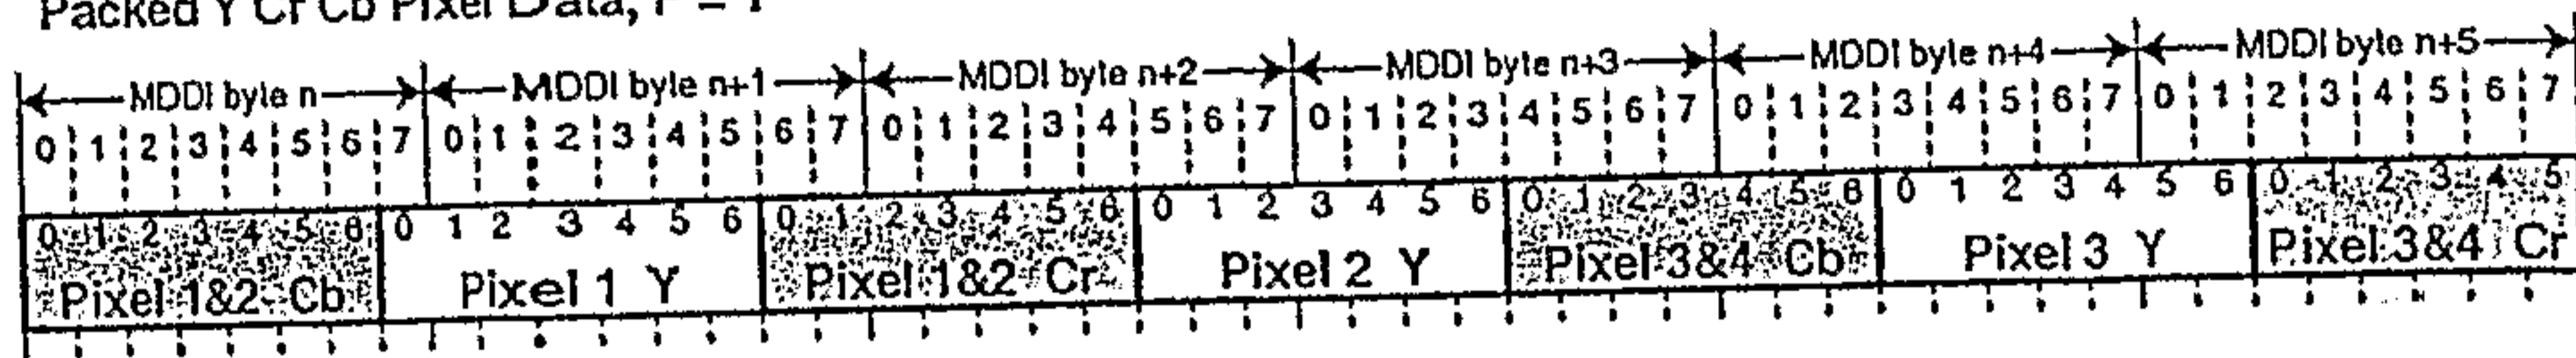 Packed Y Cr Cb Pixel Data, P = 1
MDDI byte n MDDI byte n+1 MDDI byte n+2 MDDI byte n+3 MDDI byte n+4 MDDI byte n+5
0 1 2 3 4 5 6 7 0 1 2 3 4 5 6 7 0 1 2 3 4 5 6 7 0 1 2 3 4 5 6 7 0 1 2 3 4 5 6 7 0 1 2 3 4 5 6 7
0 1 2 3 4 5 6 0 1 2 3 4 5 6 0 1 2 3 4 5 6 0 1 2 3 4 5 6 0 1 2 3 4 5 6 0 1 2 3 4 5 6 0 1 2 3 4 5
Pixel 1&2 Cb Pixel 1 Y Pixel 1&2 Cr Pixel 2 Y Pixel 3&4 Cb Pixel 3 Y Pixel 3&4 Cr